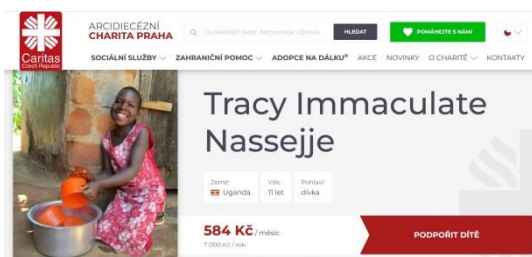 Caritas
Czech Republic
ARCIDIECÉZNÍ
CHARITA PRAHA
Co hledáte? Např. nemocnice Uganda
HLEDAT
POMÁHEJTE S NÁMI
SOCIÁLNÍ SLUŽBY ZAHRANIČNÍ POMOC ADOPCE NA DÁLKU® AKCE NOVINKY O CHARITĚ KONTAKTY
Tracy Immaculate
Nassejje
Země: Věk: Pohlaví:
Uganda 11 let dívka
584 Kč / měsíc
7 000 Kč / rok
PODPOŘIT DÍTĚ